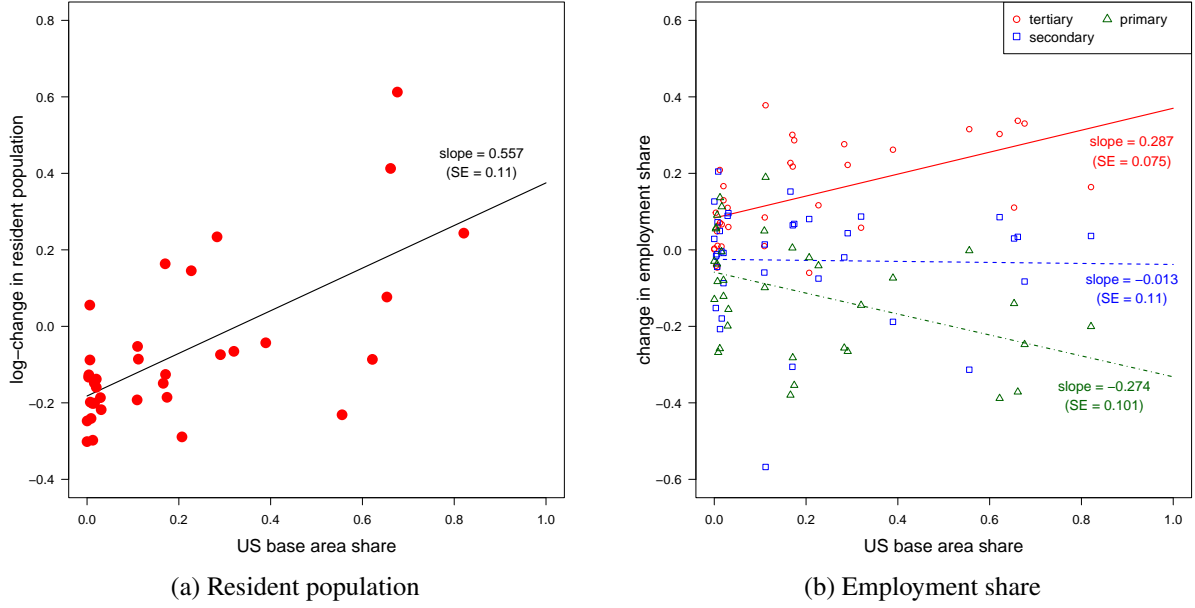 log−change in resident population
0.8
0.6
0.4
0.2
0.0
−0.2
−0.4
slope = 0.557
(SE = 0.11)
0.0 0.2 0.4 0.6 0.8 1.0
US base area share
(a) Resident population
change in employment share
0.6
0.4
0.2
0.0
−0.2
−0.4
−0.6
tertiary primary
secondary
slope = 0.287
(SE = 0.075)
slope = −0.013
(SE = 0.11)
slope = −0.274
(SE = 0.101)
0.0 0.2 0.4 0.6 0.8 1.0
US base area share
(b) Employment share